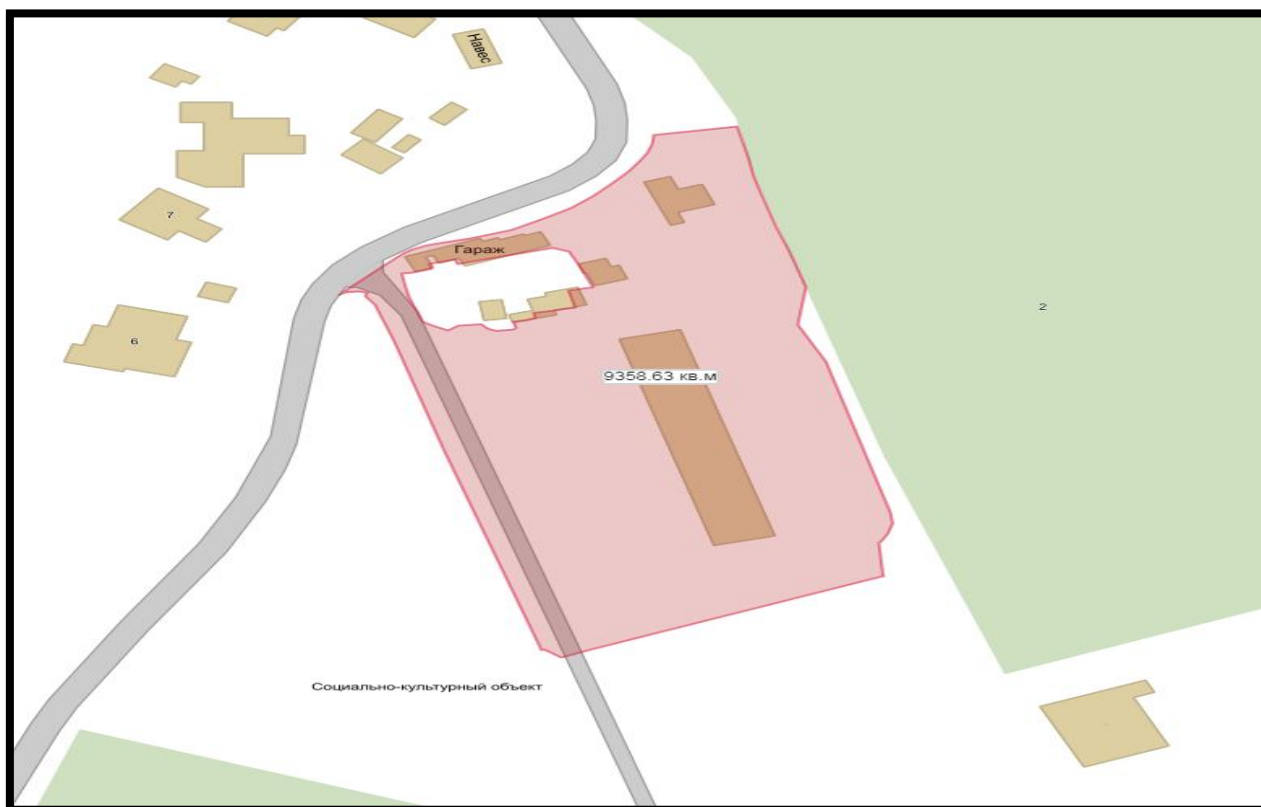 Навес
7
Гараж
2
6
9358.63 кв.м
Социально-культурный объект